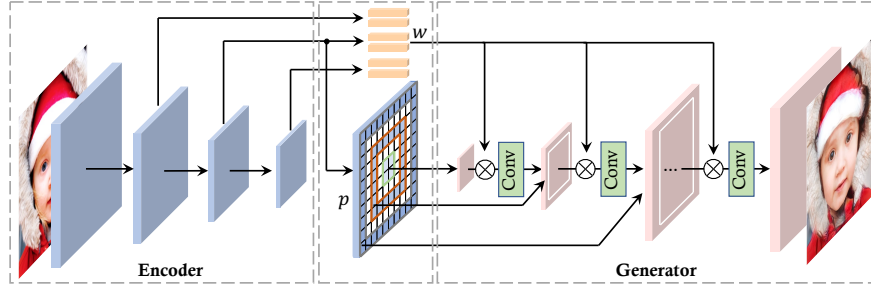 w
p
Conv
Conv
...
Conv
Encoder
Generator